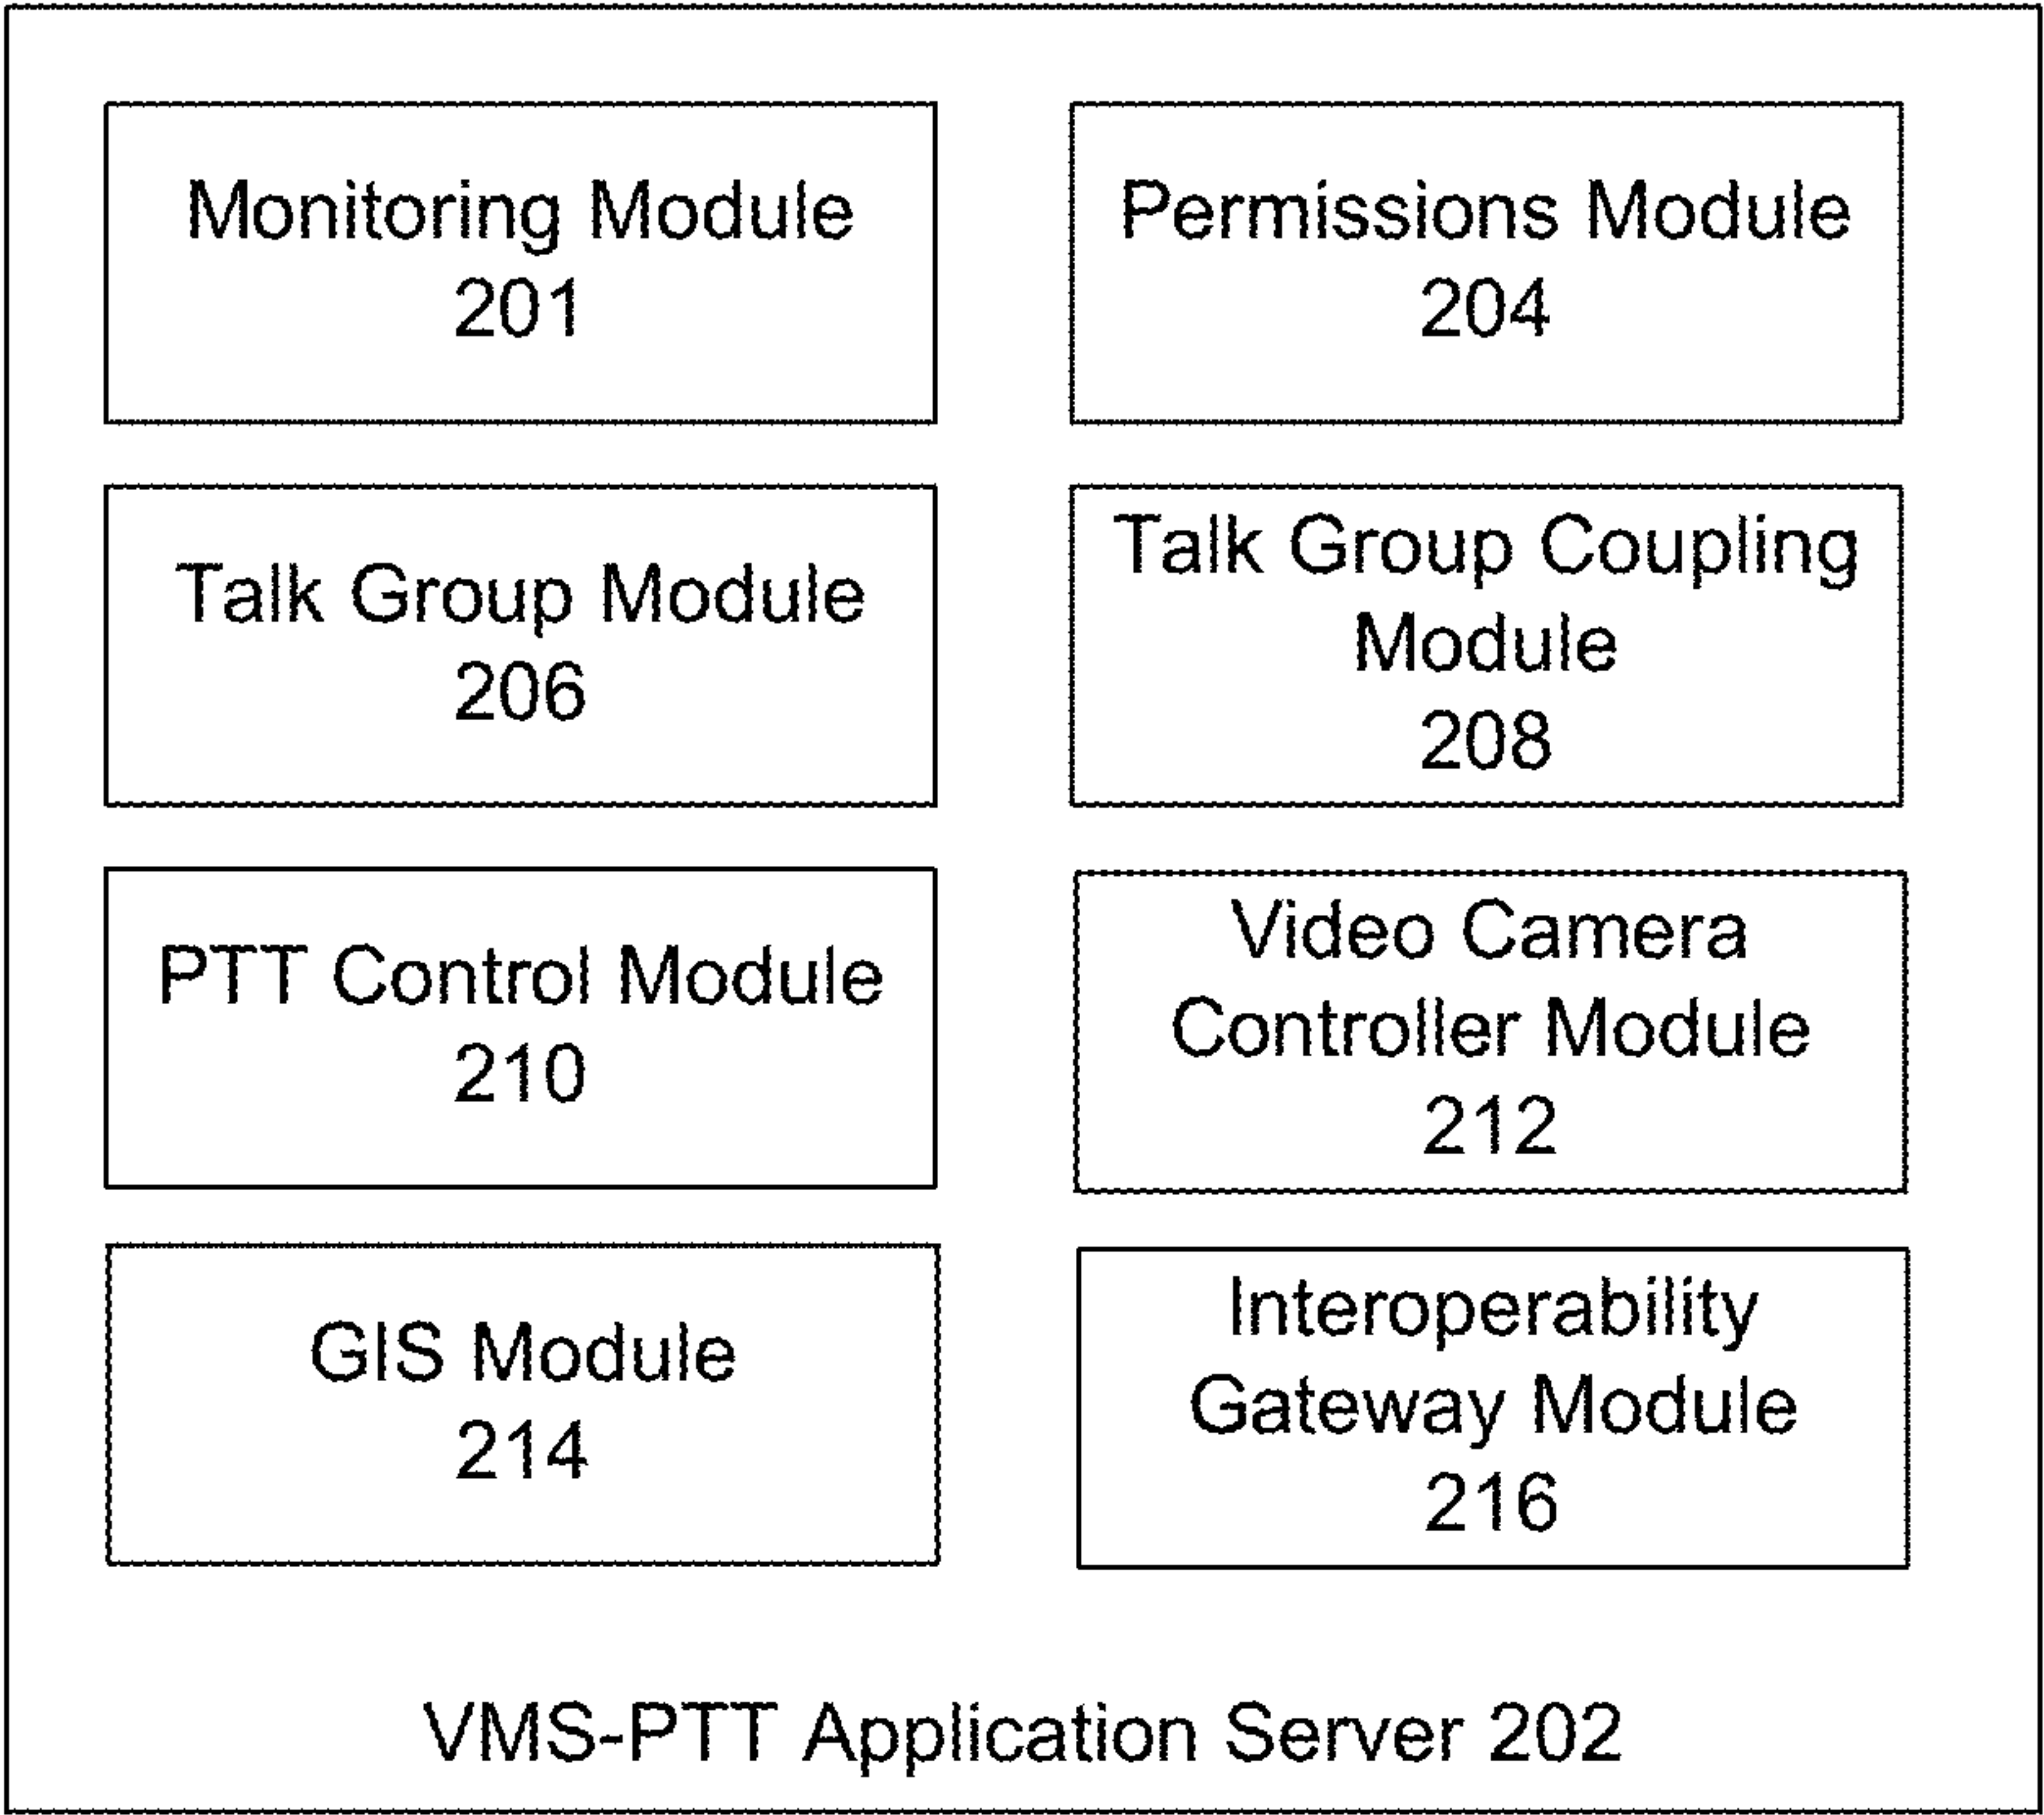 Monitoring Module
201
Permissions Module
204
Talk Group Module
206
Talk Group Coupling
Module
208
PTT Control Module
210
Video Camera
Controller Module
212
GIS Module
214
Interoperability
Gateway Module
216
VMS-PTT Application Server 202